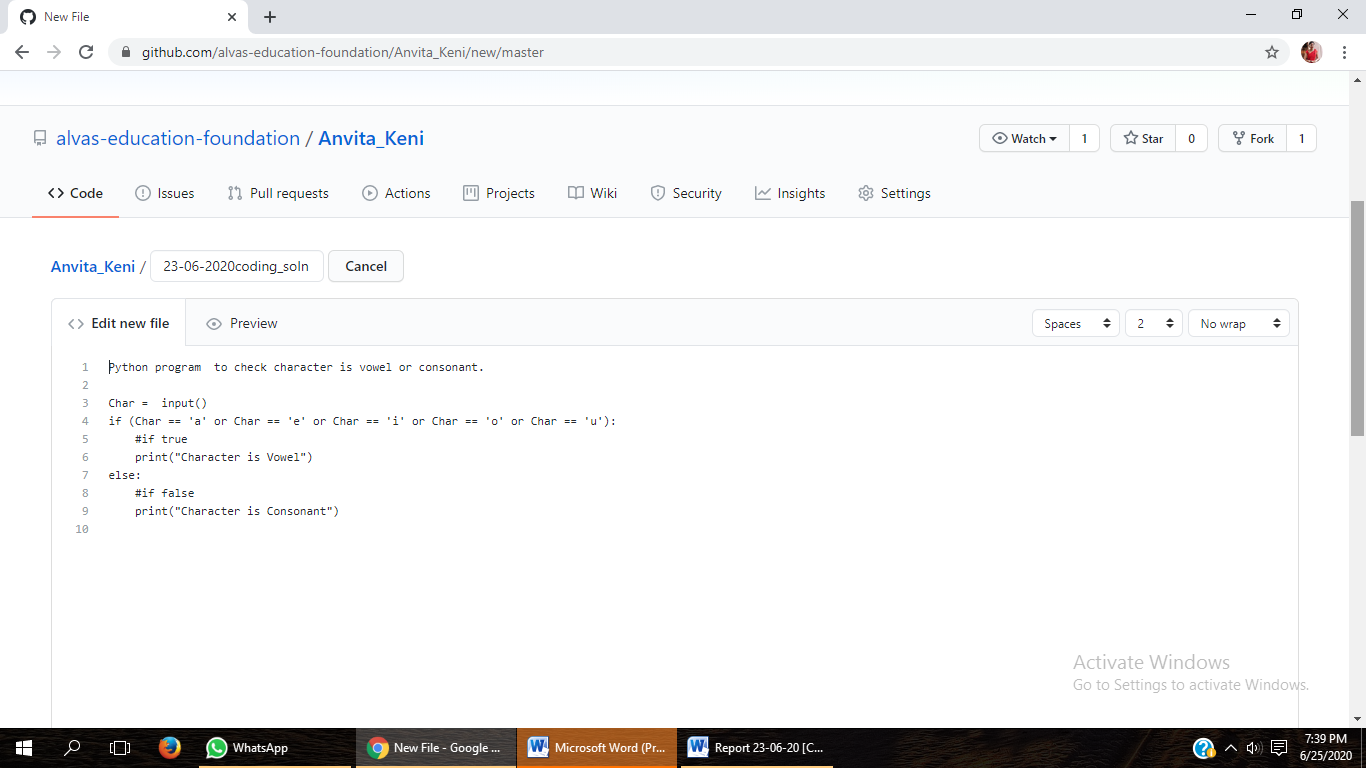 New File
github.com/alvas-education-foundation/Anvita_Keni/new/master
alvas-education-foundation / Anvita_Keni
Watch 1 Star 0 Fork 1
Code Issues Pull requests Actions Projects Wiki Security Insights Settings
Anvita_Keni / 23-06-2020coding_soln Cancel
Edit new file Preview Spaces 2 No wrap
1 Python program  to check character is vowel or consonant.
2
3 Char =  input()
4 if (Char == 'a' or Char == 'e' or Char == 'i' or Char == 'o' or Char == 'u'):
5     #if true
6     print("Character is Vowel")
7 else:
8     #if false
9     print("Character is Consonant")
10
Activate Windows
Go to Settings to activate Windows.
WhatsApp New File - Google ... Microsoft Word (Pr... Report 23-06-20 [C... 7:39 PM
6/25/2020